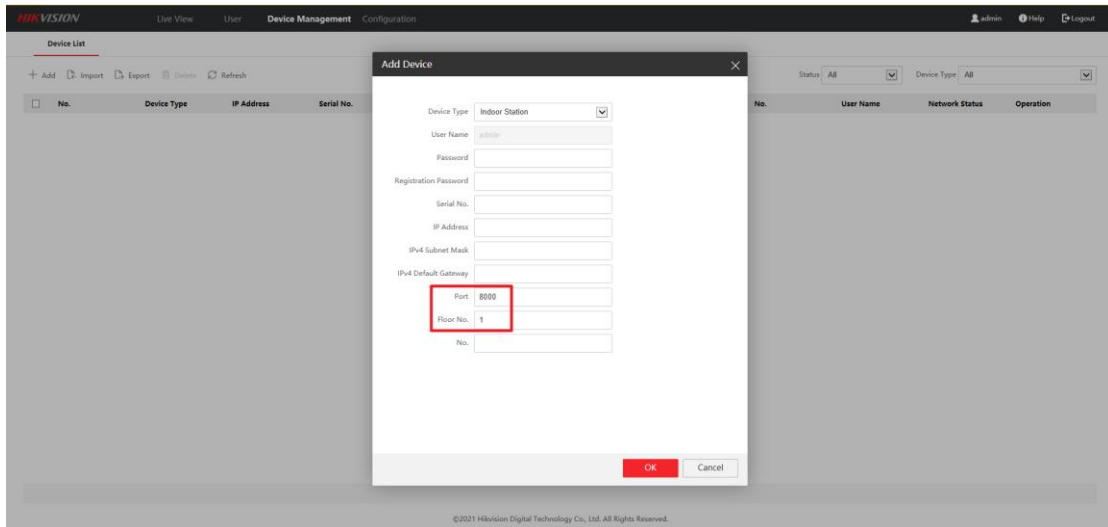 HIKVISION Live View User Device Management Configuration admin Help Logout
Device List
Add Import Export Delete Refresh Status All Device Type All
No. Device Type IP Address Serial No. No. User Name Network Status Operation
Add Device
Device Type Indoor Station
User Name admin
Password
Registration Password
Serial No.
IP Address
IPv4 Subnet Mask
IPv4 Default Gateway
Port 8000
Floor No. 1
No.
OK Cancel
©2021 Hikvision Digital Technology Co., Ltd. All Rights Reserved.